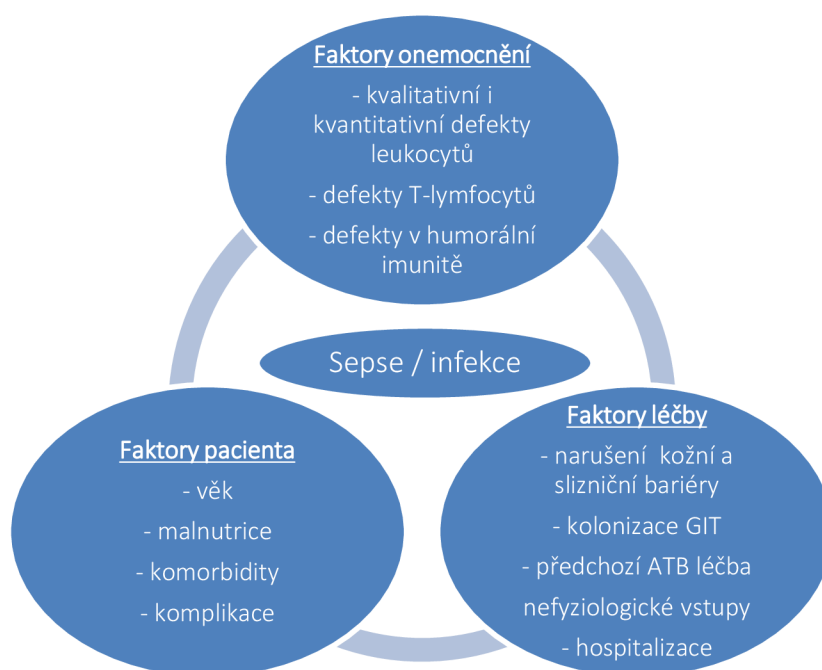 Faktory onemocnění
- kvalitativní i
kvantitativní defekty
leukocytů
- defekty T-lymfocytů
- defekty v humorální
imunitě
Sepse / infekce
Faktory pacienta
- věk
- malnutrice
- komorbidity
- komplikace
Faktory léčby
- narušení kožní a
slizniční bariéry
- kolonizace GIT
- předchozí ATB léčba
nefyziologické vstupy
- hospitalizace